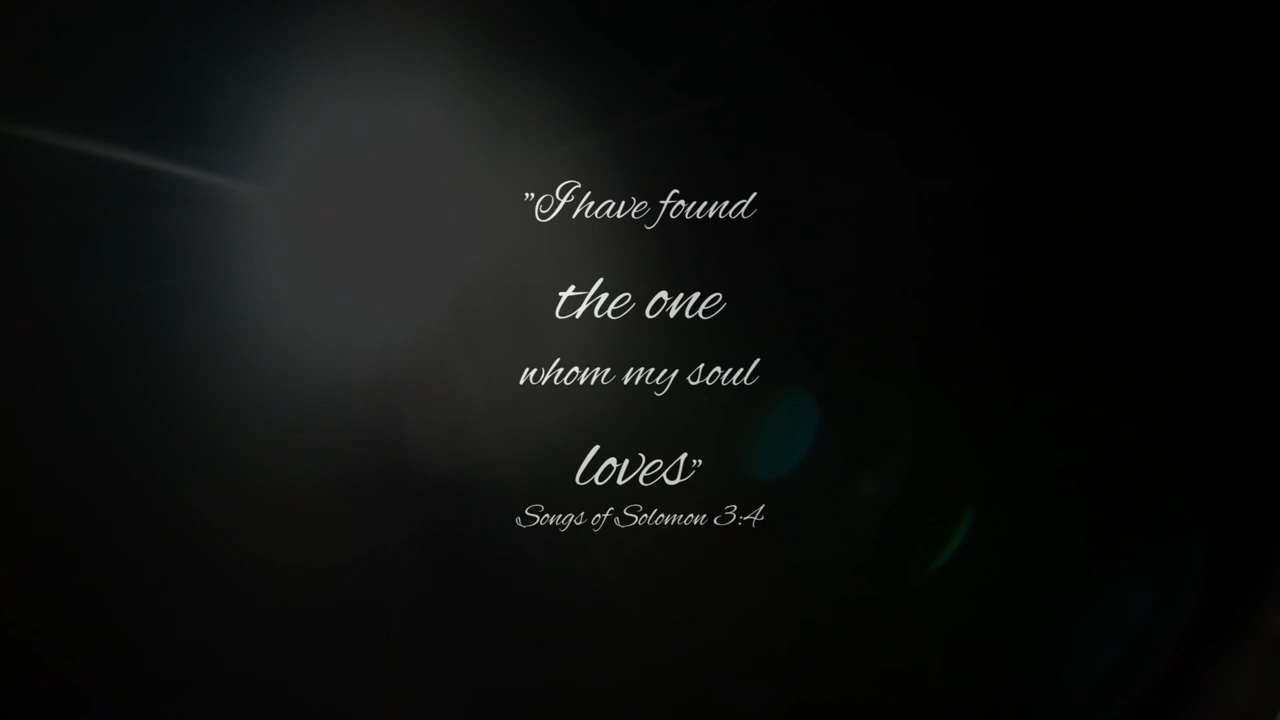 ”I have found
the one
whom my soul
loves”
Songs of Solomon 3:4